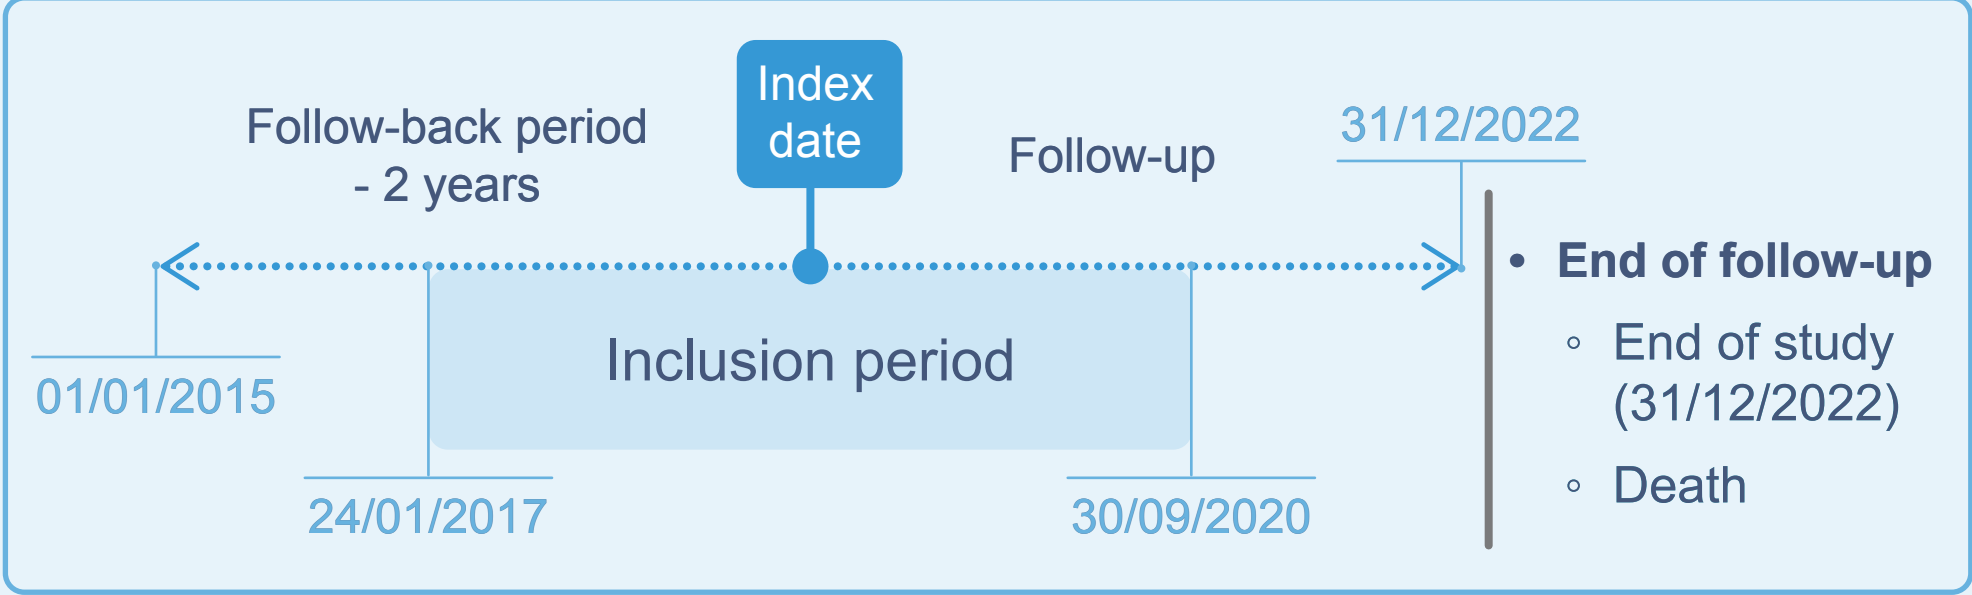 Index
date
Follow-back period
- 2 years
Follow-up
31/12/2022
01/01/2015
Inclusion period
24/01/2017
30/09/2020
• End of follow-up
◦ End of study
(31/12/2022)
◦ Death